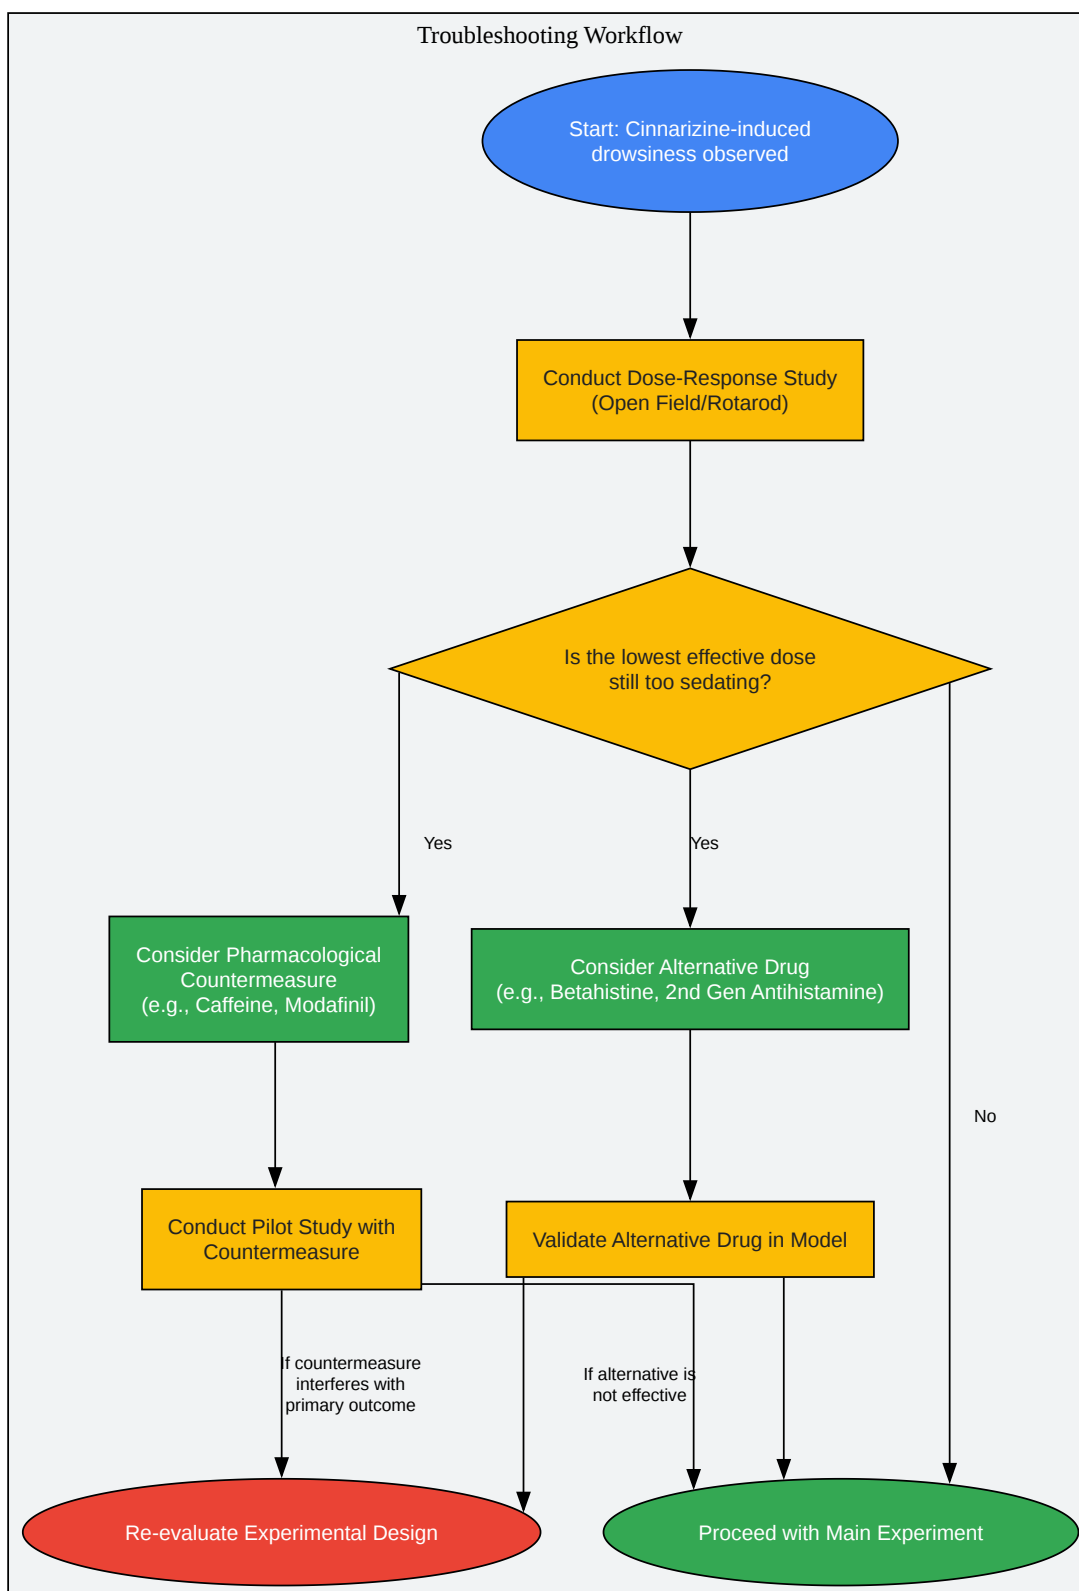 Troubleshooting Workflow
Start: Cinnarizine-induced
drowsiness observed
Conduct Dose-Response Study
(Open Field/Rotarod)
Is the lowest effective dose
still too sedating?
Yes
Yes
Consider Pharmacological
Countermeasure
(e.g., Caffeine, Modafinil)
Consider Alternative Drug
(e.g., Betahistine, 2nd Gen Antihistamine)
No
Conduct Pilot Study with
Countermeasure
Validate Alternative Drug in Model
If countermeasure
interferes with
primary outcome
If alternative is
not effective
Re-evaluate Experimental Design
Proceed with Main Experiment